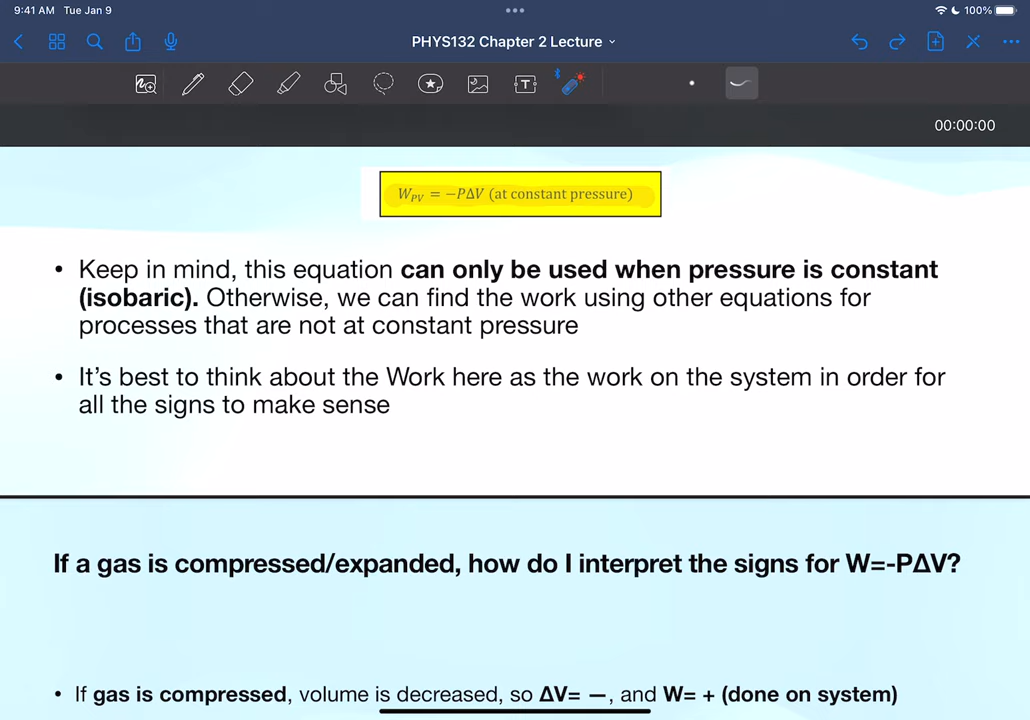 9:41 AM Tue Jan 9
100%
PHYS132 Chapter 2 Lecture
T
00:00:00
W_PV = −PΔV (at constant pressure)
• Keep in mind, this equation can only be used when pressure is constant
(isobaric). Otherwise, we can find the work using other equations for
processes that are not at constant pressure
• It’s best to think about the Work here as the work on the system in order for
all the signs to make sense
If a gas is compressed/expanded, how do I interpret the signs for W=-PΔV?
• If gas is compressed, volume is decreased, so ΔV= —, and W= + (done on system)